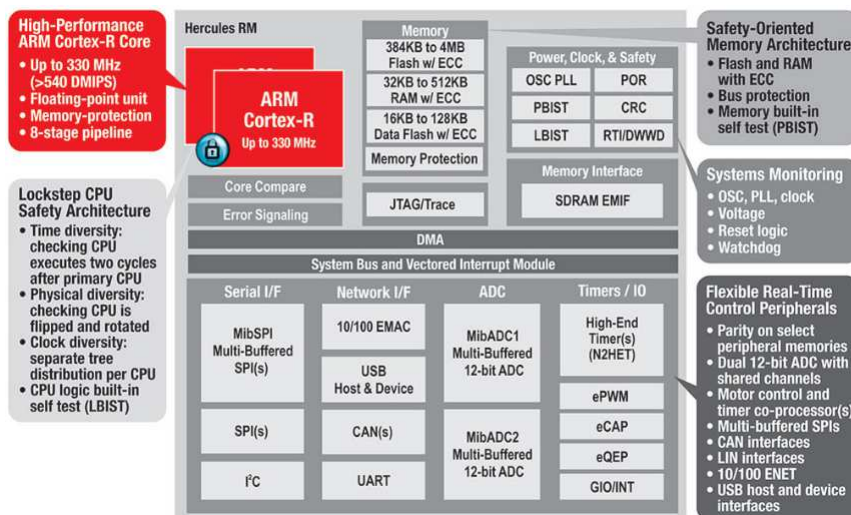 High-Performance
ARM Cortex-R Core
• Up to 330 MHz
(>540 DMIPS)
• Floating-point unit
• Memory-protection
• 8-stage pipeline
Lockstep CPU
Safety Architecture
• Time diversity:
checking CPU
executes two cycles
after primary CPU
• Physical diversity:
checking CPU is
flipped and rotated
• Clock diversity:
separate tree
distribution per CPU
• CPU logic built-in
self test (LBIST)
Hercules RM
ARM
Cortex-R
Up to 330 MHz
Core Compare
Error Signaling
Memory
384KB to 4MB
Flash w/ ECC
32KB to 512KB
RAM w/ ECC
16KB to 128KB
Data Flash w/ ECC
Memory Protection
JTAG/Trace
Power, Clock, & Safety
OSC PLL
POR
PBIST
CRC
LBIST
RTI/DWWD
Memory Interface
SDRAM EMIF
DMA
System Bus and Vectored Interrupt Module
Serial I/F
MibSPI
Multi-Buffered
SPI(s)
SPI(s)
I²C
Network I/F
10/100 EMAC
USB
Host & Device
CAN(s)
UART
ADC
MibADC1
Multi-Buffered
12-bit ADC
MibADC2
Multi-Buffered
12-bit ADC
Timers / IO
High-End
Timer(s)
(N2HET)
ePWM
eCAP
eQEP
GIO/INT
Safety-Oriented
Memory Architecture
• Flash and RAM
with ECC
• Bus protection
• Memory built-in
self test (PBIST)
Systems Monitoring
• OSC, PLL, clock
• Voltage
• Reset logic
• Watchdog
Flexible Real-Time
Control Peripherals
• Parity on select
peripheral memories
• Dual 12-bit ADC with
shared channels
• Motor control and
timer co-processor(s)
• Multi-buffered SPIs
• CAN interfaces
• LIN interfaces
• 10/100 ENET
• USB host and device
interfaces